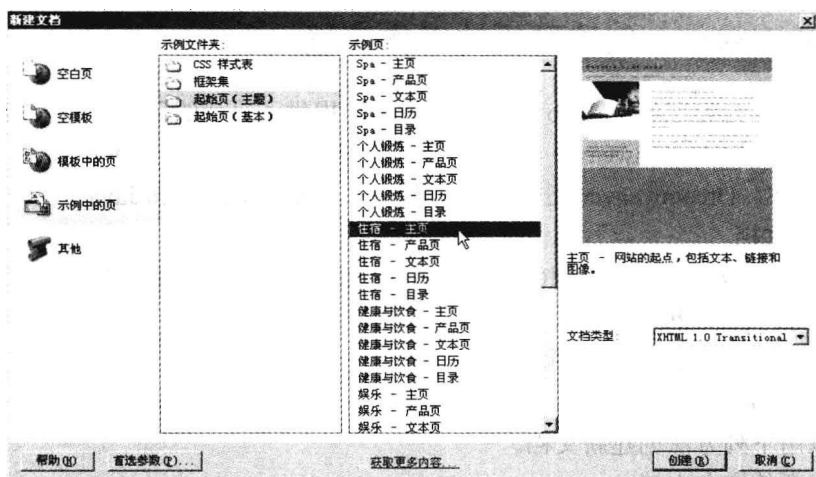 新建文档
空白页
空模板
模板中的页
示例中的页
其他
示例文件夹:
CSS 样式表
框架集
起始页(主题)
起始页(基本)
示例页:
Spa - 主页
Spa - 产品页
Spa - 文本页
Spa - 日历
Spa - 目录
个人锻炼 - 主页
个人锻炼 - 产品页
个人锻炼 - 文本页
个人锻炼 - 日历
个人锻炼 - 目录
住宿 - 主页
住宿 - 产品页
住宿 - 文本页
住宿 - 日历
住宿 - 目录
健康与饮食 - 主页
健康与饮食 - 产品页
健康与饮食 - 文本页
健康与饮食 - 日历
健康与饮食 - 目录
娱乐 - 主页
娱乐 - 产品页
娱乐 - 文本页
主页 - 网站的起点,包括文本、链接和
图像。
文档类型: XHTML 1.0 Transitional
帮助(H) 首选参数(P)... 获取更多内容... 创建(R) 取消(C)